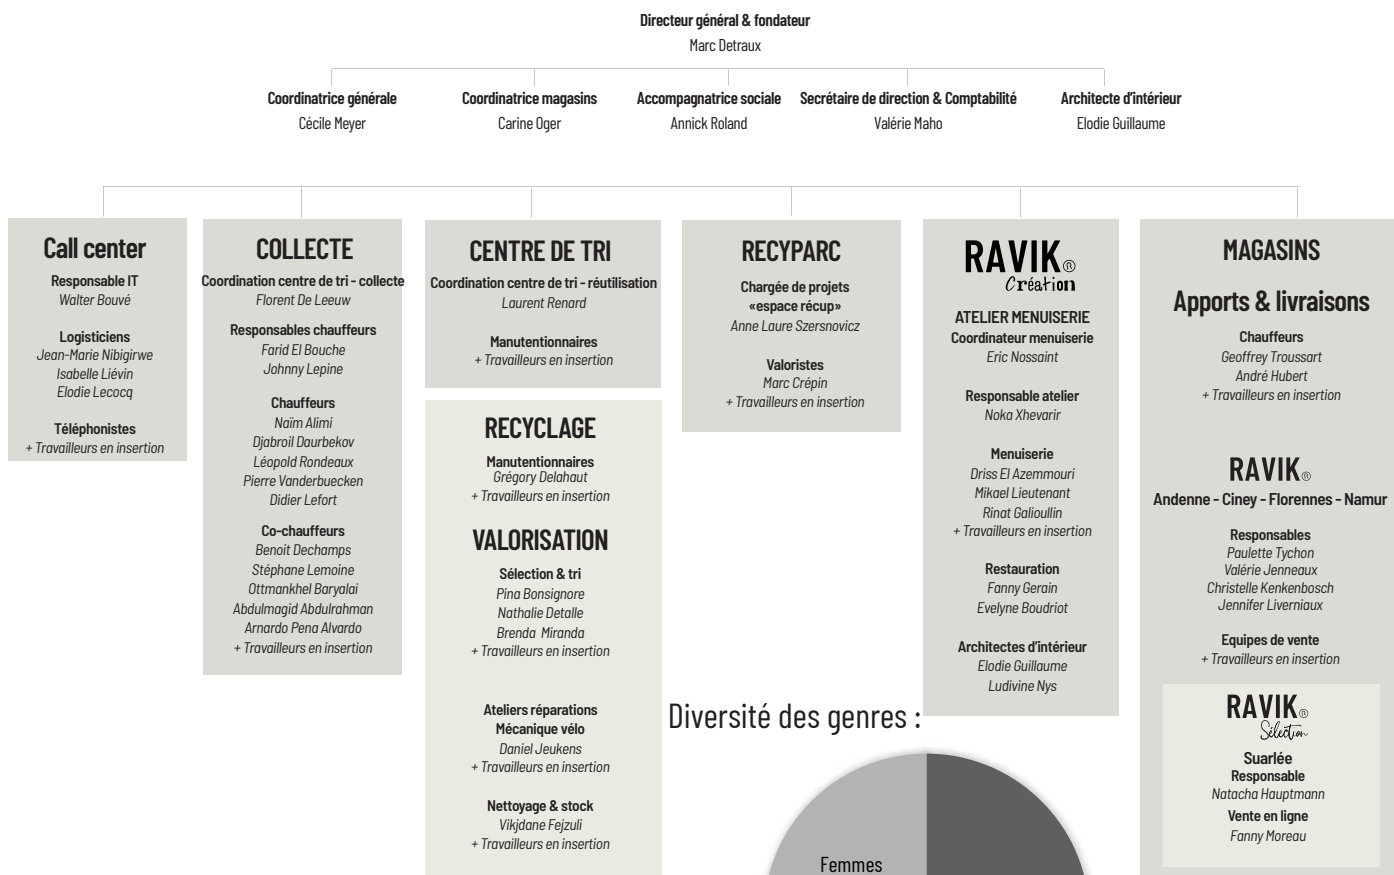 Directeur général & fondateur
Marc Detraux
Coordinatrice générale
Cécile Meyer
Coordinatrice magasins
Carine Oger
Accompagnatrice sociale
Annick Roland
Secrétaire de direction & Comptabilité
Valérie Maho
Architecte d'intérieur
Elodie Guillaume
Call center
Responsable IT
Walter Bouvé
Logisticiens
Jean-Marie Nibigirwe
Isabelle Liévin
Elodie Lecocq
Téléphonistes
+ Travailleurs en insertion
COLLECTE
Coordination centre de tri - collecte
Florent De Leeuw
Responsables chauffeurs
Farid El Bouche
Johnny Lepine
Chauffeurs
Naïm Alimi
Djabroil Daurbekov
Léopold Rondeaux
Pierre Vanderbuecken
Didier Lefort
Co-chauffeurs
Benoit Dechamps
Stéphane Lemoine
Ottmankhel Baryalai
Abdulmagid Abdulrahman
Arnardo Pena Alvardo
+ Travailleurs en insertion
CENTRE DE TRI
Coordination centre de tri - réutilisation
Laurent Renard
Manutentionnaires
+ Travailleurs en insertion
RECYCLAGE
Manutentionnaires
Grégory Delahaut
+ Travailleurs en insertion
VALORISATION
Sélection & tri
Pina Bonsignore
Nathalie Detalle
Brenda Miranda
+ Travailleurs en insertion
Ateliers réparations
Mécanique vélo
Daniel Jeukens
+ Travailleurs en insertion
Nettoyage & stock
Vikjdane Fejzuli
+ Travailleurs en insertion
RECYPARC
Chargée de projets
«espace récup»
Anne Laure Szersnovicz
Valoristes
Marc Crépin
+ Travailleurs en insertion
RAVIK®
Création
ATELIER MENUISERIE
Coordinateur menuiserie
Eric Nossaint
Responsable atelier
Noka Xhevarir
Menuiserie
Driss El Azemmouri
Mikael Lieutenant
Rinat Galioullin
+ Travailleurs en insertion
Restauration
Fanny Gerain
Evelyne Boudriot
Architectes d'intérieur
Elodie Guillaume
Ludivine Nys
MAGASINS
Apports & livraisons
Chauffeurs
Geoffrey Troussart
André Hubert
+ Travailleurs en insertion
RAVIK®
Andenne - Ciney - Florennes - Namur
Responsables
Paulette Tychon
Valérie Jenneaux
Christelle Kenkenbosch
Jennifer Liverniaux
Equipes de vente
+ Travailleurs en insertion
RAVIK®
Sélection
Suarlée
Responsable
Natacha Hauptmann
Vente en ligne
Fanny Moreau
Diversité des genres :
Femmes